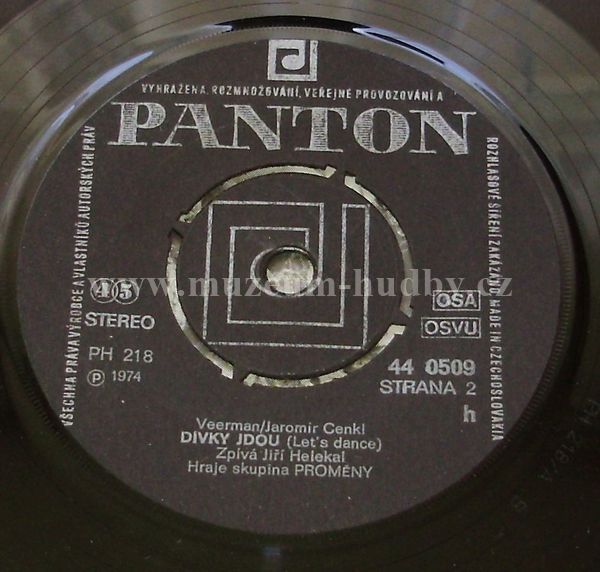 VŠECHNA PRÁVA VÝROBCE A VLASTNÍKŮ AUTORSKÝCH PRÁV
VYHRAŽENA. ROZMNOŽOVÁNÍ, VEŘEJNÉ PROVOZOVÁNÍ A
ROZHLASOVÉ ŠÍŘENÍ ZAKÁZÁNO MADE IN CZECHOSLOVAKIA
PANTON
www.muzeum-hudby.cz
45
STEREO
PH 218
Ⓟ 1974
OSA
OSVU
44 0509
STRANA 2
h
Veerman/Jaromír Cenkl
DÍVKY JDOU (Let's dance)
Zpívá Jiří Helekal
Hraje skupina PROMĚNY